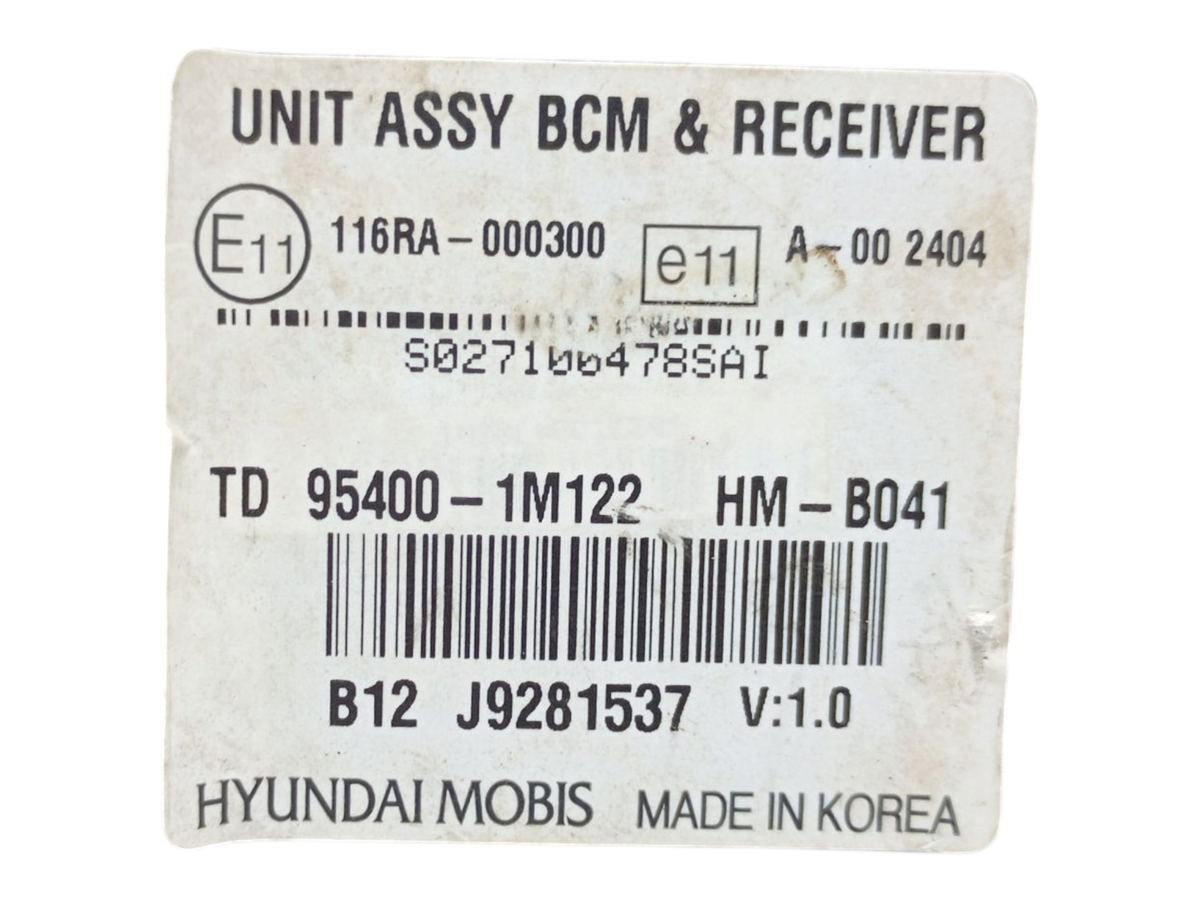 UNIT ASSY BCM & RECEIVER
E11 116RA-000300 e11 A-00 2404
TD 95400-1M122 HM-B041
B12 J9281537 V:1.0
HYUNDAI MOBIS MADE IN KOREA